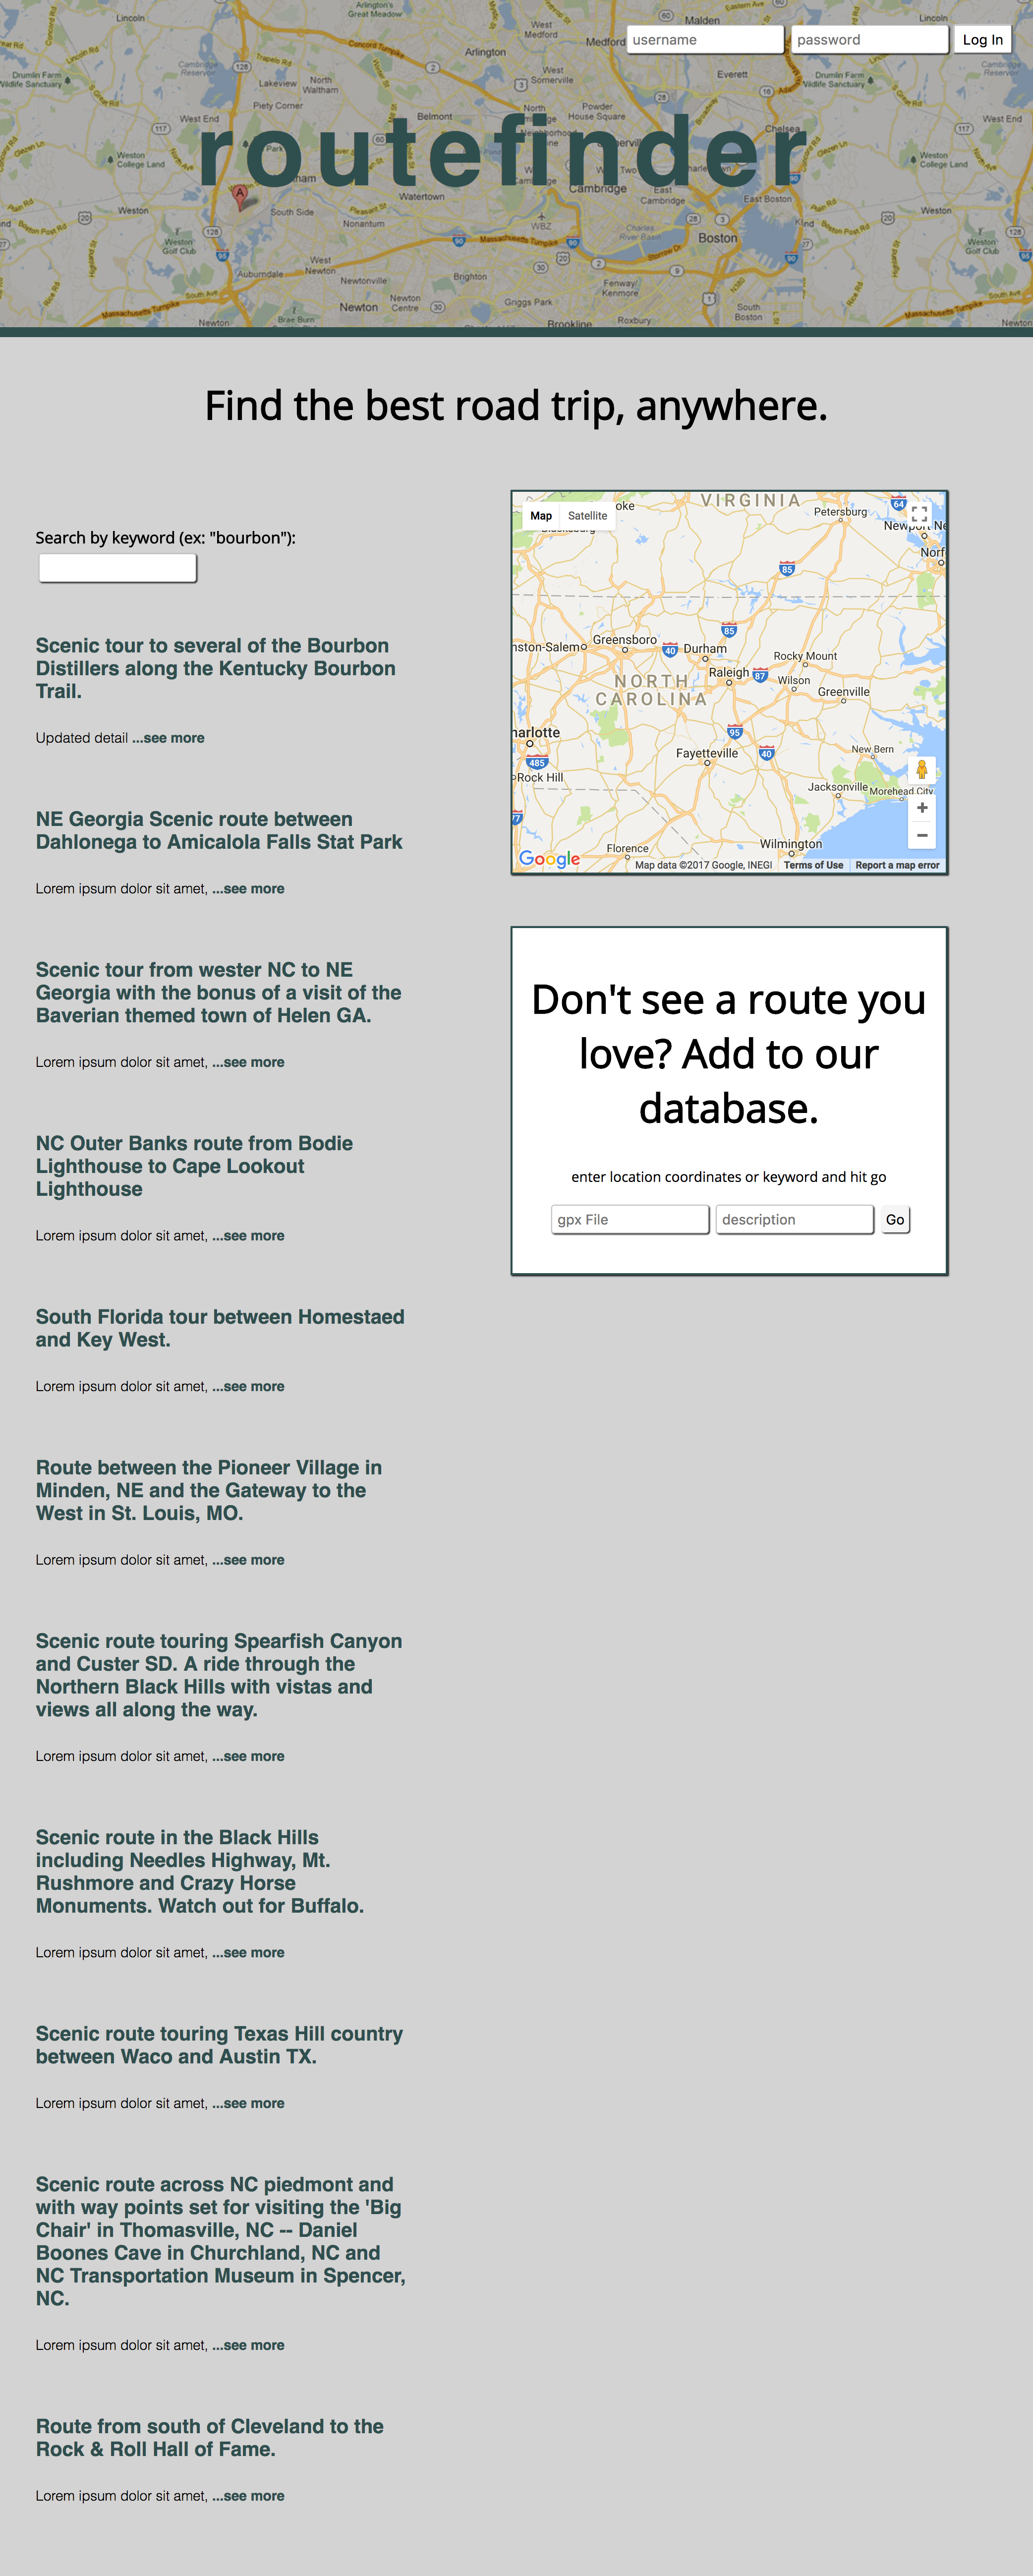 username
password
Log In
routefinder
Find the best road trip, anywhere.
Search by keyword (ex: "bourbon"):
Scenic tour to several of the Bourbon
Distillers along the Kentucky Bourbon
Trail.
Updated detail ...see more
NE Georgia Scenic route between
Dahlonega to Amicalola Falls Stat Park
Lorem ipsum dolor sit amet, ...see more
Scenic tour from wester NC to NE
Georgia with the bonus of a visit of the
Baverian themed town of Helen GA.
Lorem ipsum dolor sit amet, ...see more
NC Outer Banks route from Bodie
Lighthouse to Cape Lookout
Lighthouse
Lorem ipsum dolor sit amet, ...see more
South Florida tour between Homestaed
and Key West.
Lorem ipsum dolor sit amet, ...see more
Route between the Pioneer Village in
Minden, NE and the Gateway to the
West in St. Louis, MO.
Lorem ipsum dolor sit amet, ...see more
Scenic route touring Spearfish Canyon
and Custer SD. A ride through the
Northern Black Hills with vistas and
views all along the way.
Lorem ipsum dolor sit amet, ...see more
Scenic route in the Black Hills
including Needles Highway, Mt.
Rushmore and Crazy Horse
Monuments. Watch out for Buffalo.
Lorem ipsum dolor sit amet, ...see more
Scenic route touring Texas Hill country
between Waco and Austin TX.
Lorem ipsum dolor sit amet, ...see more
Scenic route across NC piedmont and
with way points set for visiting the 'Big
Chair' in Thomasville, NC -- Daniel
Boones Cave in Churchland, NC and
NC Transportation Museum in Spencer,
NC.
Lorem ipsum dolor sit amet, ...see more
Route from south of Cleveland to the
Rock & Roll Hall of Fame.
Lorem ipsum dolor sit amet, ...see more
Map
Satellite
VIRGINIA
Petersburg
64
85
Greensboro
85
40
Durham
Rocky Mount
Raleigh
87
Wilson
NORTH
CAROLINA
Greenville
95
Fayetteville
40
New Bern
485
Rock Hill
Jacksonville
Morehead City
Florence
Wilmington
Google
Map data ©2017 Google, INEGI
Terms of Use
Report a map error
Don't see a route you
love? Add to our
database.
enter location coordinates or keyword and hit go
gpx File
description
Go